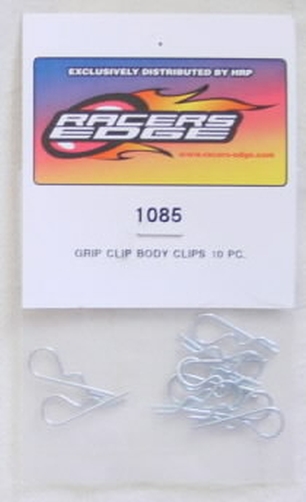 EXCLUSIVELY DISTRIBUTED BY HRP
RACERS
EDGE
www.racers-edge.com
1085
GRIP CLIP BODY CLIPS 10 PC.